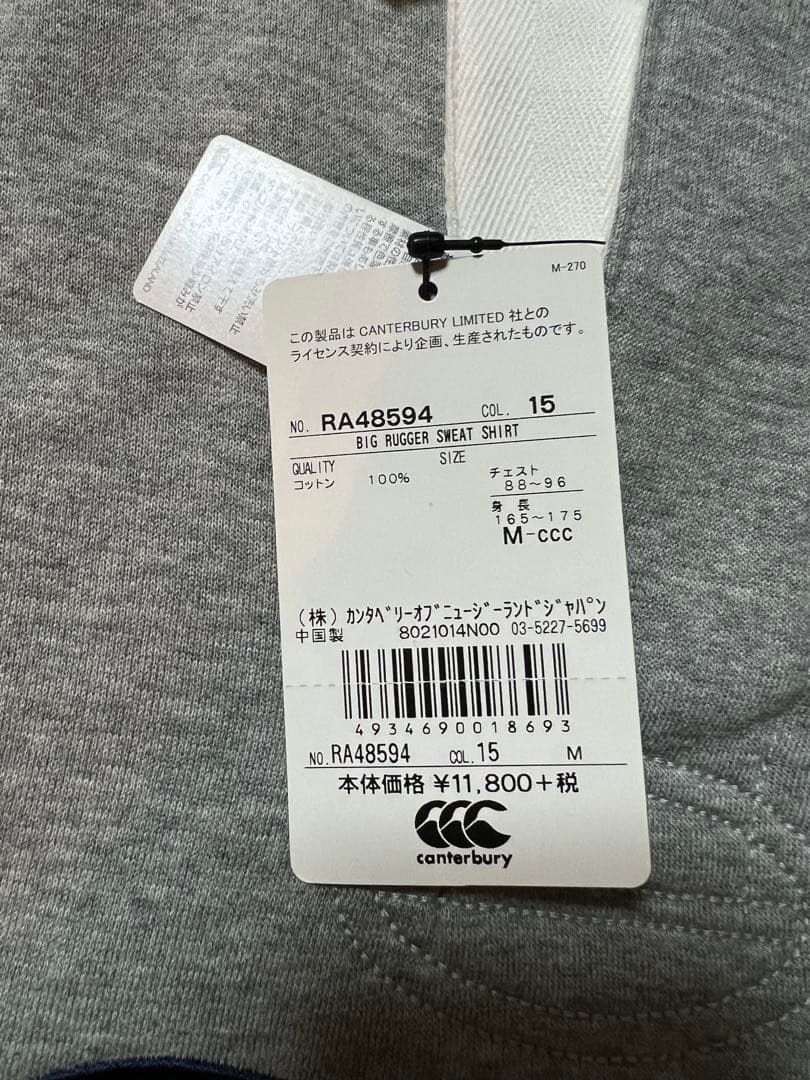 M-270
この製品は CANTERBURY LIMITED 社との
ライセンス契約により企画、生産されたものです。
NO. RA48594 COL. 15
BIG RUGGER SWEAT SHIRT
QUALITY SIZE
コットン 100%
チェスト
88～96
身長
165～175
M-ccc
(株) ｶﾝﾀﾍﾞﾘｰｵﾌﾞﾆｭｰｼﾞｰﾗﾝﾄﾞｼﾞｬﾊﾟﾝ
中国製 8021014N00 03-5227-5699
4934690018693
NO. RA48594 COL. 15 M
本体価格 ¥11,800+税
CCC
canterbury